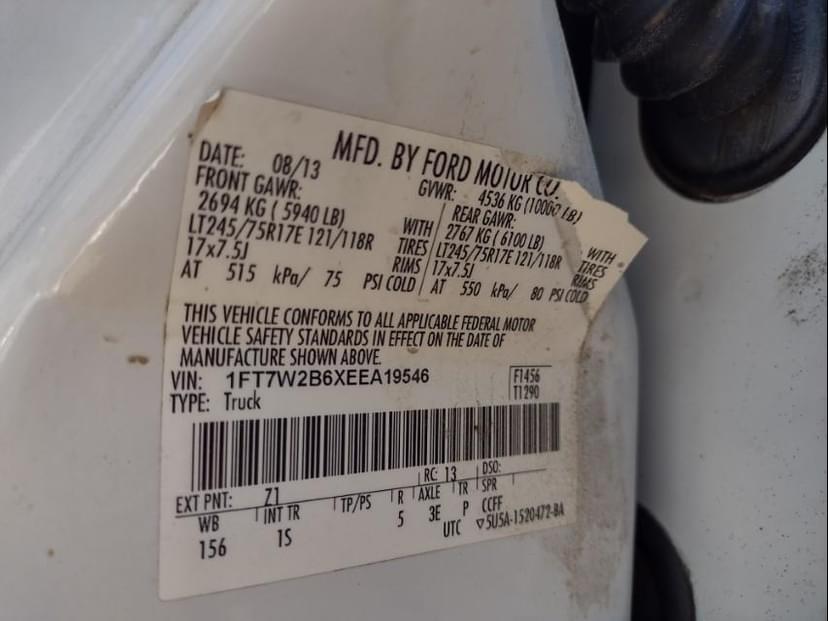 MFD. BY FORD MOTOR CO.
DATE: 08/13
GVWR: 4536 KG (10000 LB)
FRONT GAWR:
2694 KG ( 5940 LB)
LT245/75R17E 121/118R
17x7.5J
WITH
TIRES
RIMS
AT 515 kPa/ 75 PSI COLD
REAR GAWR:
2767 KG ( 6100 LB)
LT245/75R17E 121/118R
17x7.5J
WITH
TIRES
RIMS
AT 550 kPa/ 80 PSI COLD
THIS VEHICLE CONFORMS TO ALL APPLICABLE FEDERAL MOTOR
VEHICLE SAFETY STANDARDS IN EFFECT ON THE DATE OF
MANUFACTURE SHOWN ABOVE.
VIN: 1FT7W2B6XEEA19546
F1456
TYPE: Truck
T1290
EXT PNT: Z1 RC: 13 DSO:
WB INT TR TP/PS R AXLE TR SPR
156 1S 5 3E P CCFF
UTC ▽5U5A-1520472-BA